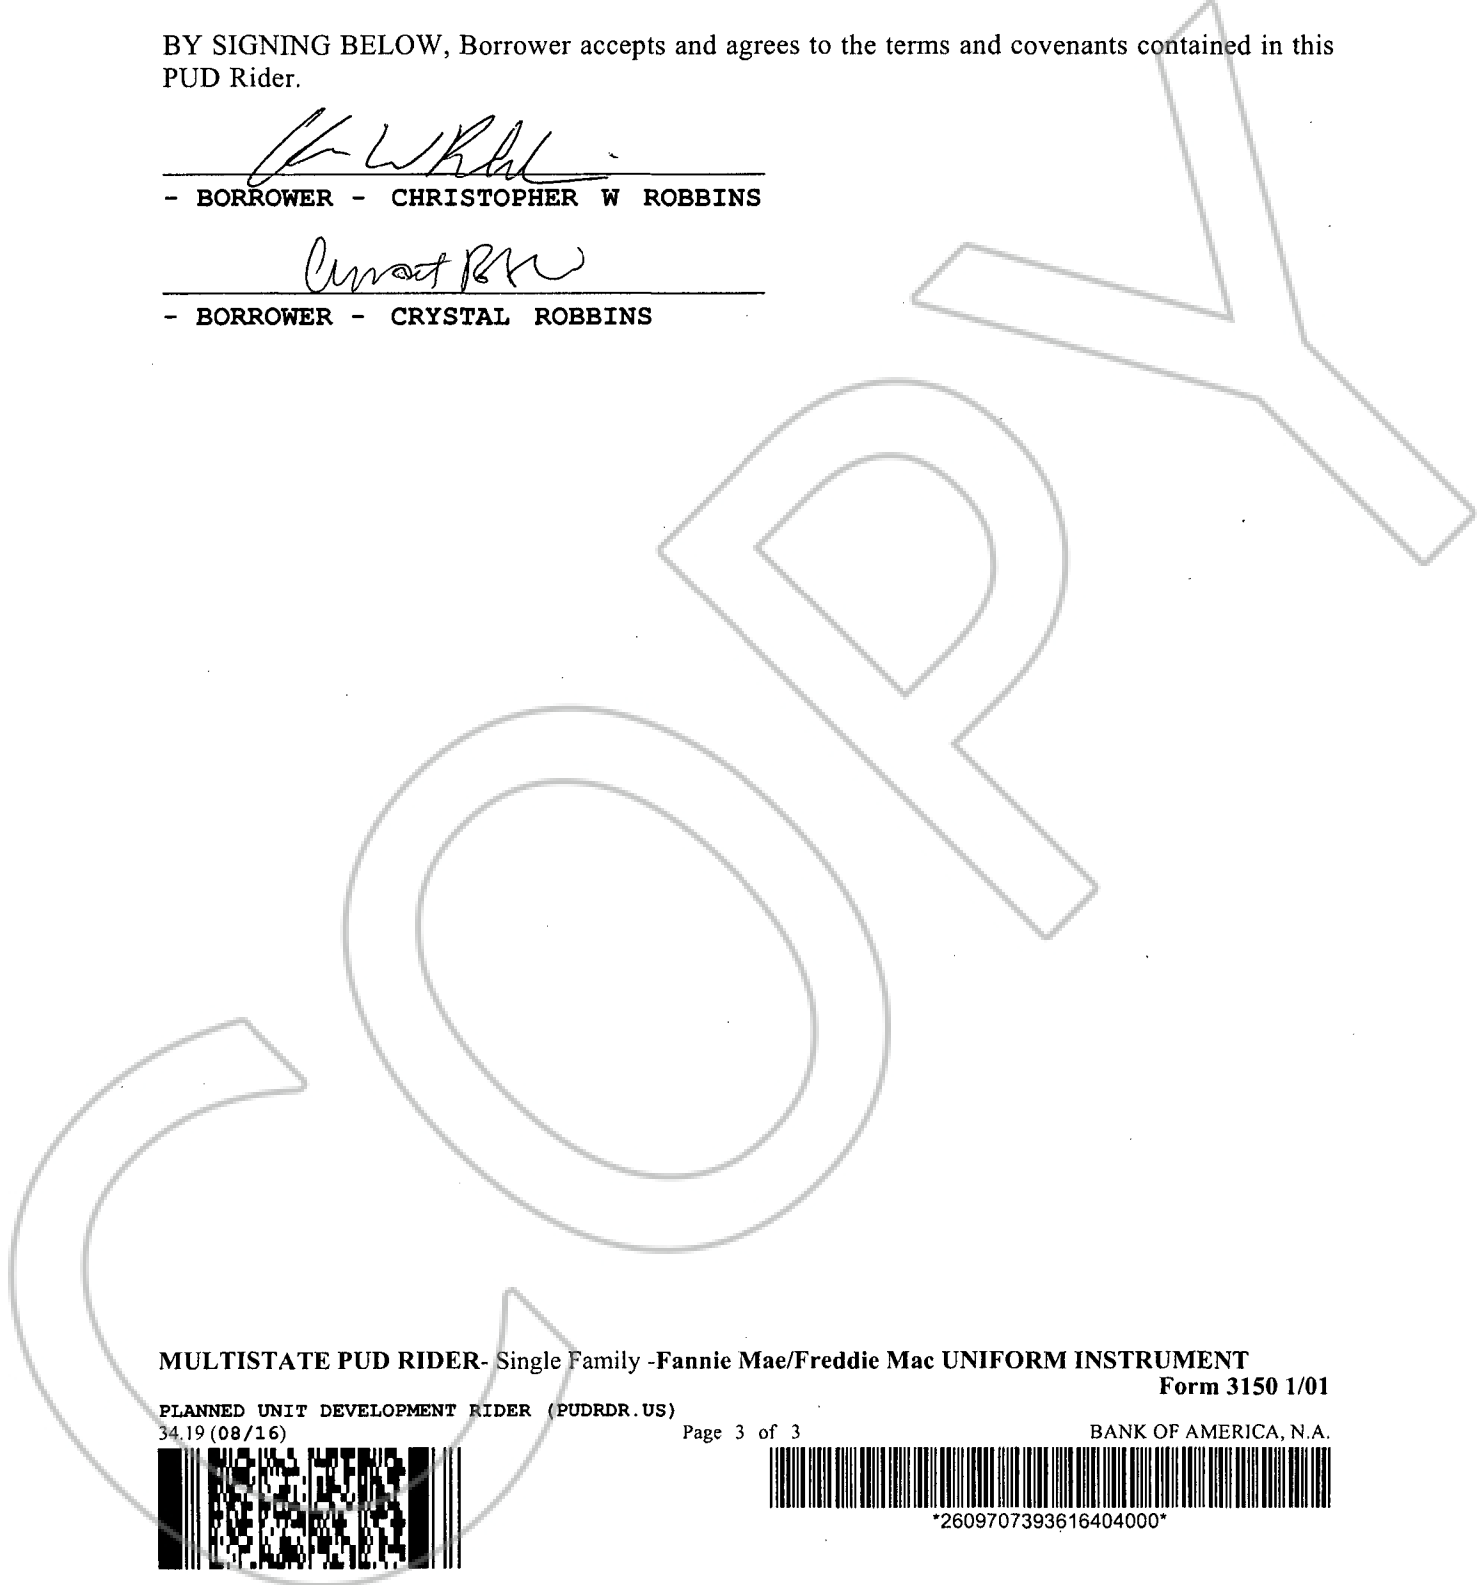 BY SIGNING BELOW, Borrower accepts and agrees to the terms and covenants contained in this
PUD Rider.
- BORROWER - CHRISTOPHER W ROBBINS
- BORROWER - CRYSTAL ROBBINS
COPY
MULTISTATE PUD RIDER- Single Family -Fannie Mae/Freddie Mac UNIFORM INSTRUMENT
Form 3150 1/01
PLANNED UNIT DEVELOPMENT RIDER (PUDRDR.US)
34.19 (08/16) Page 3 of 3 BANK OF AMERICA, N.A.
*2609707393616404000*